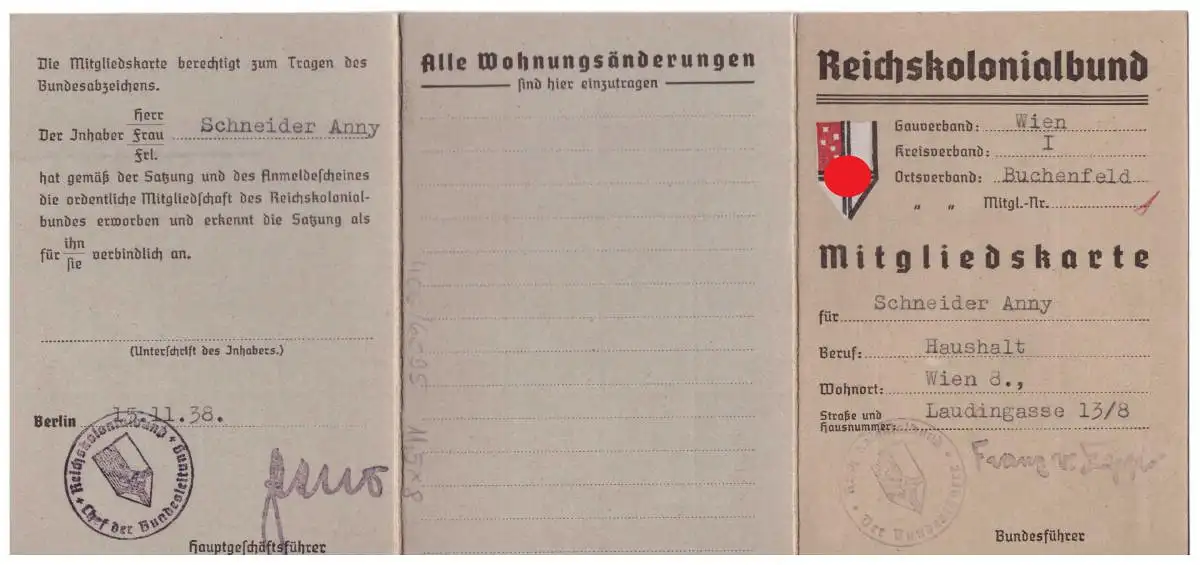 Die Mitgliedskarte berechtigt zum Tragen des
Bundesabzeichens.
Herr
Der Inhaber Frau Schneider Anny
Frl.
hat gemäß der Satzung und des Anmeldescheines
die ordentliche Mitgliedschaft des Reichskolonial-
bundes erworben und erkennt die Satzung als
für ihn
sie verbindlich an.
(Unterschrift des Inhabers.)
Berlin 15.11.38.
Reichskolonialbund * Bundesleitung * Chef der
Hauptgeschäftsführer
Alle Wohnungsänderungen
sind hier einzutragen
Reichskolonialbund
Gauverband: Wien
Kreisverband: I
Ortsverband: Buchenfeld
„ „ Mitgl.-Nr.
Mitgliedskarte
für Schneider Anny
Beruf: Haushalt
Wohnort: Wien 8.,
Straße und
Hausnummer: Laudingasse 13/8
Bundesführer